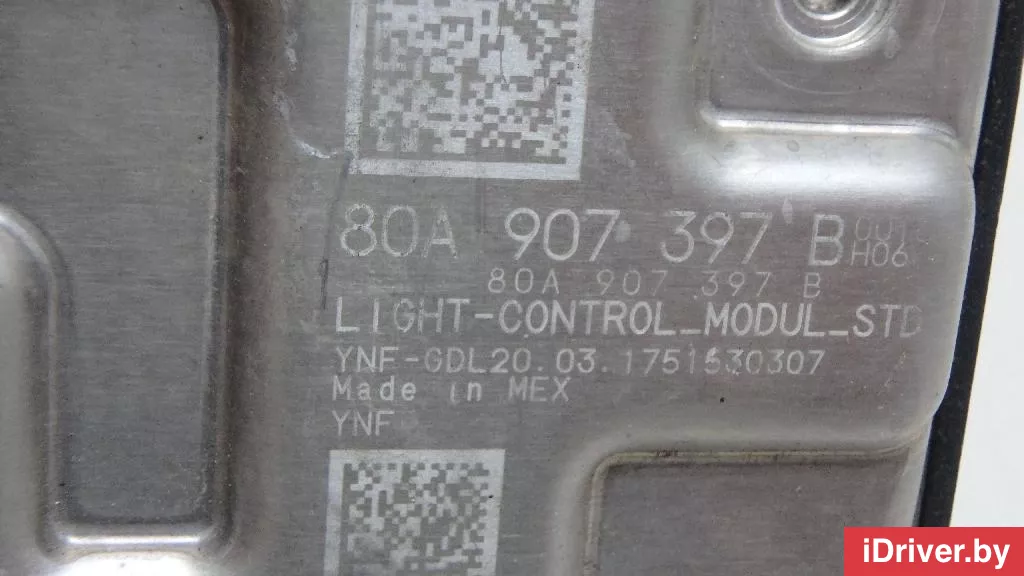 80A 907 397 B
H06
80A 907 397 B
LIGHT-CONTROL_MODUL_STD
YNF-GDL20.03.1751530307
Made in MEX
YNF
iDriver.by